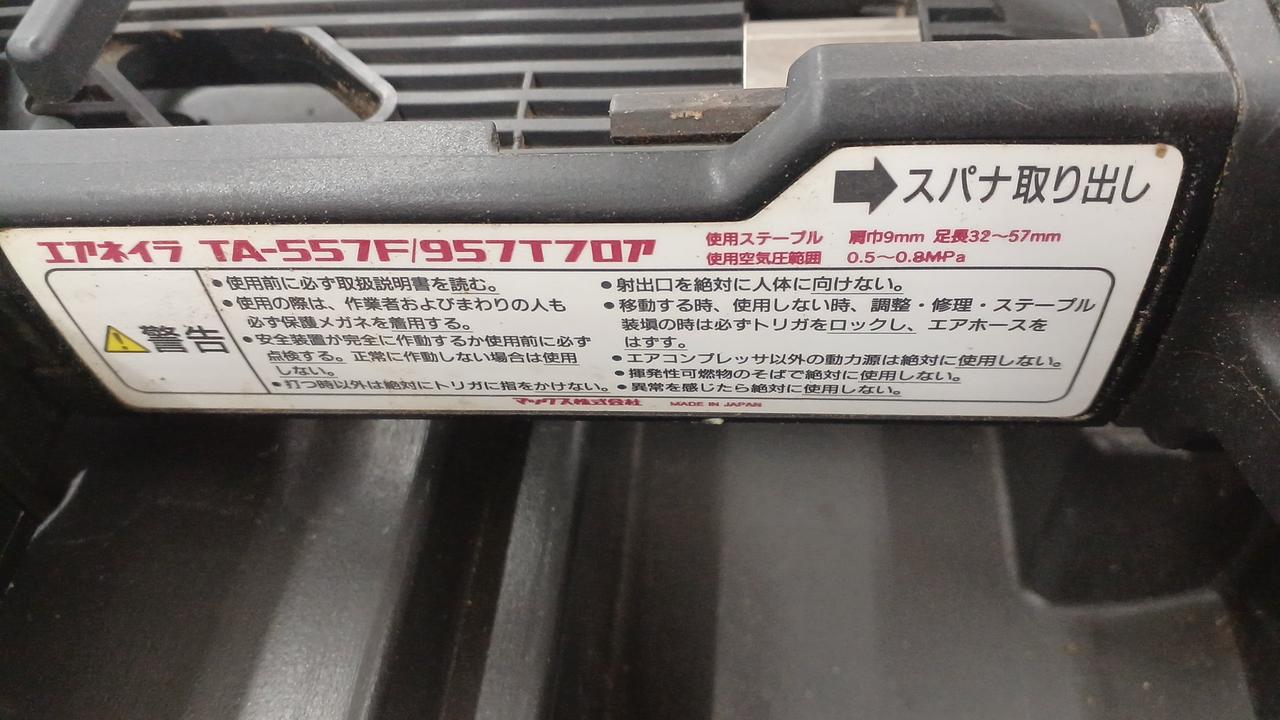 スパナ取り出し
エアネイラ TA-557F/957Tフロア
使用ステープル 肩巾9mm 足長32〜57mm
使用空気圧範囲 0.5〜0.8MPa
警告
●使用前に必ず取扱説明書を読む。
●使用の際は、作業者およびまわりの人も
必ず保護メガネを着用する。
●安全装置が完全に作動するか使用前に必ず
点検する。正常に作動しない場合は使用
しない。
●打つ時以外は絶対にトリガに指をかけない。
●射出口を絶対に人体に向けない。
●移動する時、使用しない時、調整・修理・ステープル
装塡の時は必ずトリガをロックし、エアホースを
はずす。
●エアコンプレッサ以外の動力源は絶対に使用しない。
●揮発性可燃物のそばで絶対に使用しない。
●異常を感じたら絶対に使用しない。
マックス株式会社 MADE IN JAPAN